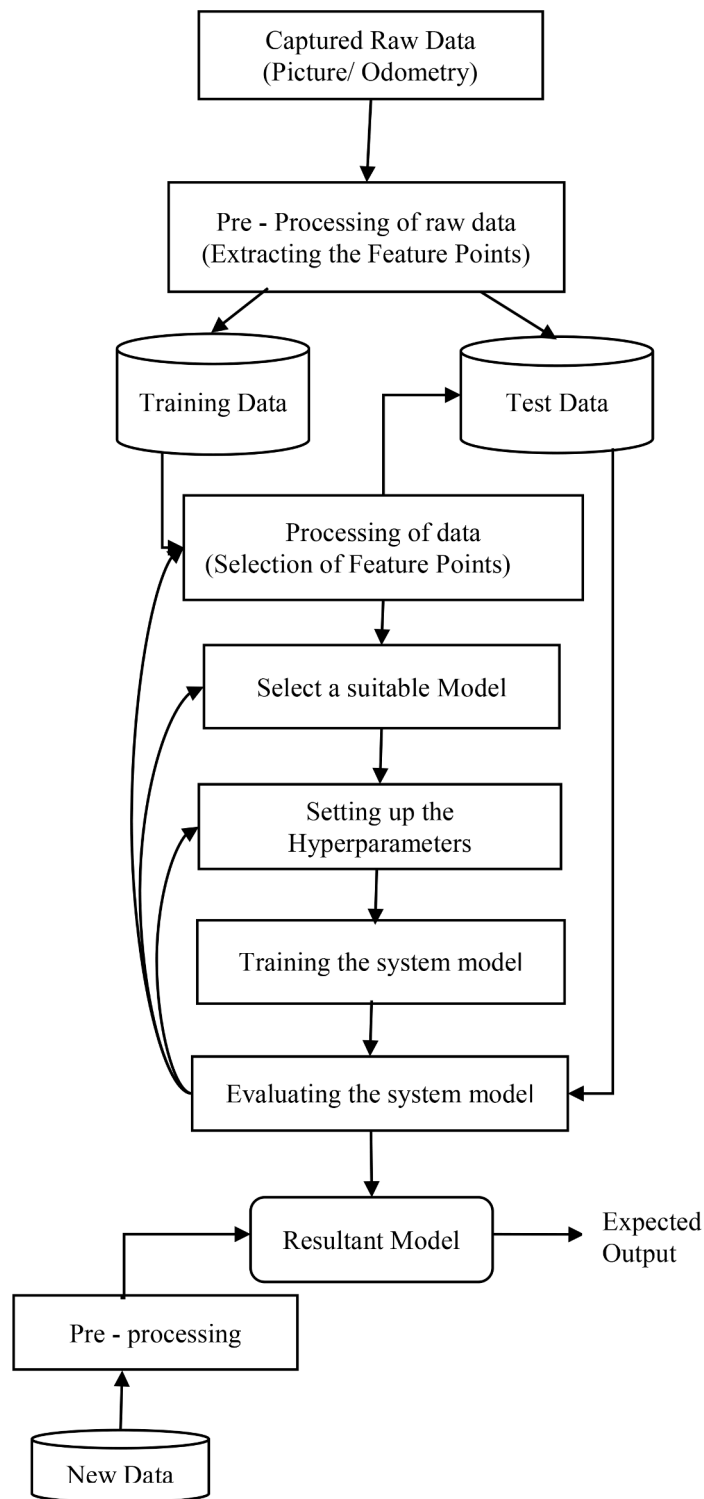 Captured Raw Data
(Picture/ Odometry)
Pre - Processing of raw data
(Extracting the Feature Points)
Training Data
Test Data
Processing of data
(Selection of Feature Points)
Select a suitable Model
Setting up the
Hyperparameters
Training the system model
Evaluating the system model
Resultant Model
Expected
Output
Pre - processing
New Data